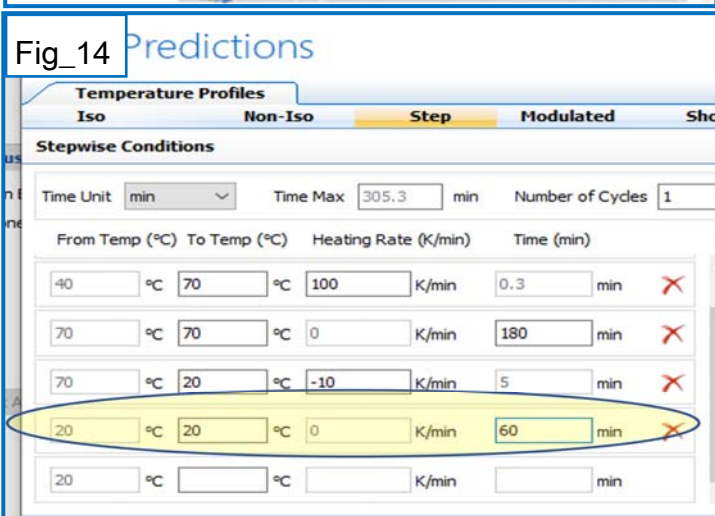 Fig_14 Predictions
Temperature Profiles
Iso Non-Iso Step Modulated Sho
Stepwise Conditions
Time Unit min Time Max 305.3 min Number of Cycles 1
From Temp (°C) To Temp (°C) Heating Rate (K/min) Time (min)
40 °C 70 °C 100 K/min 0.3 min
70 °C 70 °C 0 K/min 180 min
70 °C 20 °C -10 K/min 5 min
20 °C 20 °C 0 K/min 60 min
20 °C °C K/min min